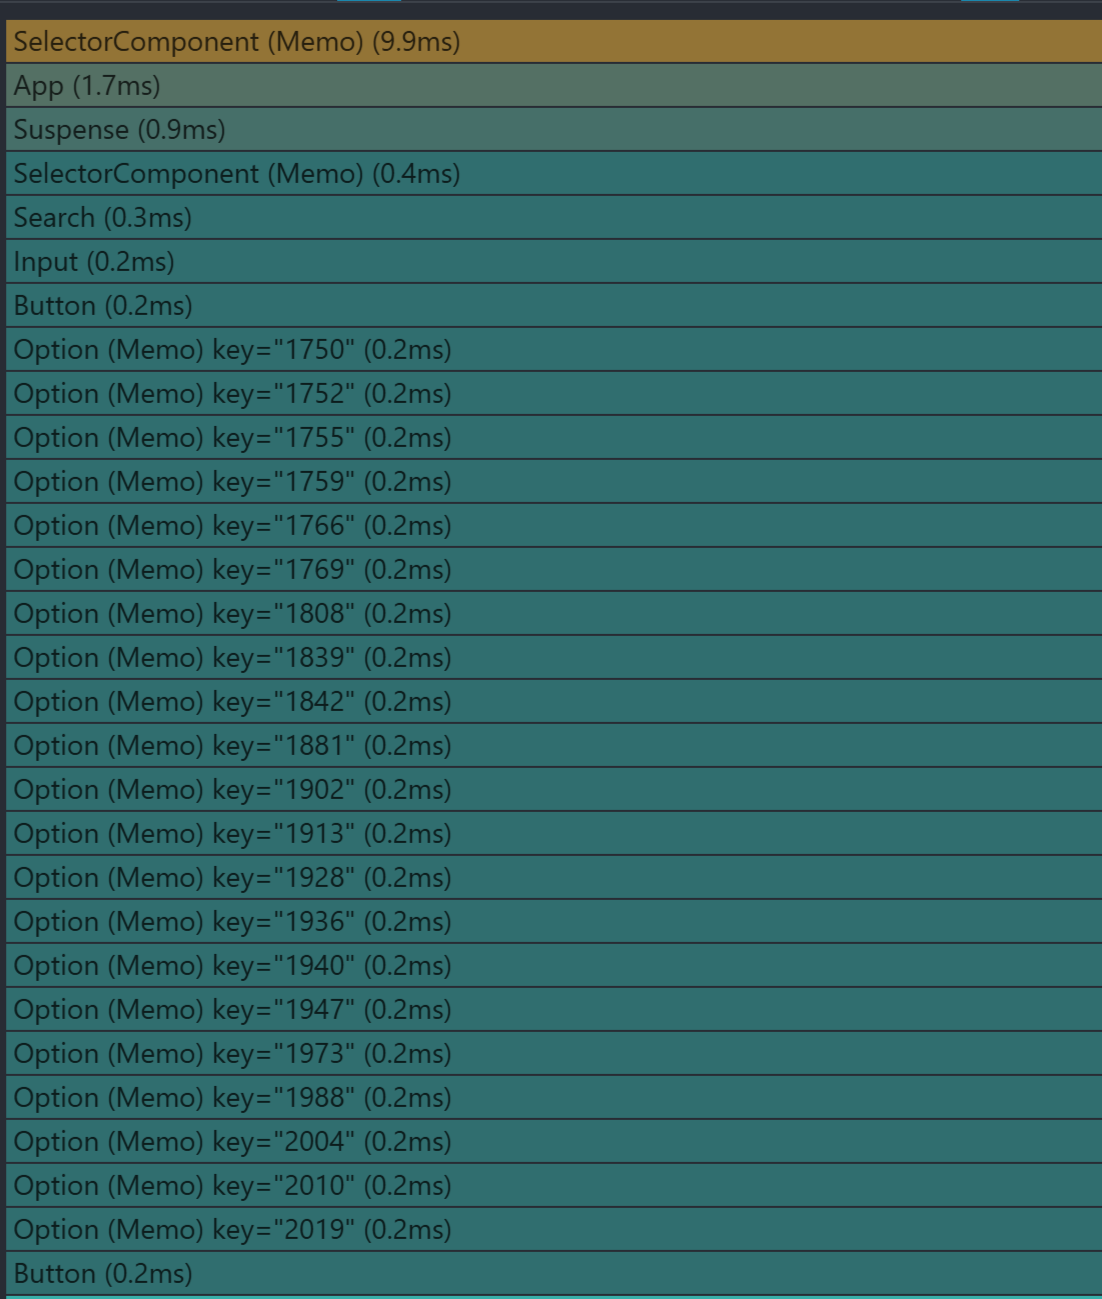 SelectorComponent (Memo) (9.9ms)
App (1.7ms)
Suspense (0.9ms)
SelectorComponent (Memo) (0.4ms)
Search (0.3ms)
Input (0.2ms)
Button (0.2ms)
Option (Memo) key="1750" (0.2ms)
Option (Memo) key="1752" (0.2ms)
Option (Memo) key="1755" (0.2ms)
Option (Memo) key="1759" (0.2ms)
Option (Memo) key="1766" (0.2ms)
Option (Memo) key="1769" (0.2ms)
Option (Memo) key="1808" (0.2ms)
Option (Memo) key="1839" (0.2ms)
Option (Memo) key="1842" (0.2ms)
Option (Memo) key="1881" (0.2ms)
Option (Memo) key="1902" (0.2ms)
Option (Memo) key="1913" (0.2ms)
Option (Memo) key="1928" (0.2ms)
Option (Memo) key="1936" (0.2ms)
Option (Memo) key="1940" (0.2ms)
Option (Memo) key="1947" (0.2ms)
Option (Memo) key="1973" (0.2ms)
Option (Memo) key="1988" (0.2ms)
Option (Memo) key="2004" (0.2ms)
Option (Memo) key="2010" (0.2ms)
Option (Memo) key="2019" (0.2ms)
Button (0.2ms)